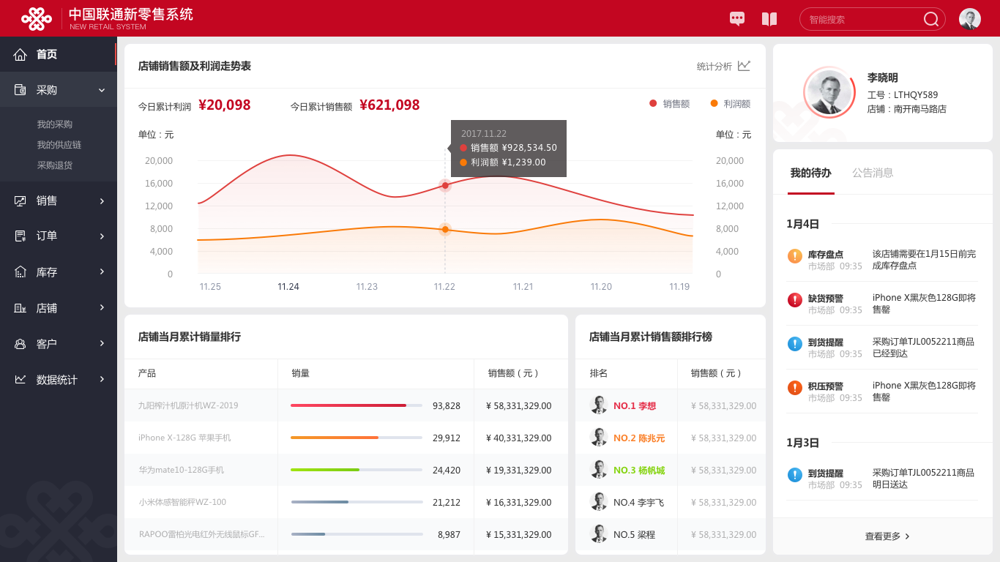 中国联通新零售系统
NEW RETAIL SYSTEM
智能搜索
首页
采购
我的采购
我的供应链
采购退货
销售
订单
库存
店铺
客户
数据统计
店铺销售额及利润走势表
统计分析
今日累计利润 ¥20,098 今日累计销售额 ¥621,098
销售额 利润额
单位：元 单位：元
2017.11.22
销售额 ¥928,534.50
利润额 ¥1,239.00
20,000 20,000
16,000 16,000
12,000 12,000
8,000 8,000
4,000 4,000
0 0
11.25 11.24 11.23 11.22 11.21 11.20 11.19
店铺当月累计销量排行
产品 销量 销售额（元）
九阳榨汁机原汁机WZ-2019 93,828 ¥ 58,331,329.00
iPhone X-128G 苹果手机 29,912 ¥ 40,331,329.00
华为mate10-128G手机 24,420 ¥ 19,331,329.00
小米体感智能秤WZ-100 21,212 ¥ 16,331,329.00
RAPOO雷柏光电红外无线鼠标GF... 8,987 ¥ 15,331,329.00
店铺当月累计销售额排行榜
排名 销售额（元）
NO.1 李想 ¥ 58,331,329.00
NO.2 陈兆元 ¥ 58,331,329.00
NO.3 杨帆城 ¥ 58,331,329.00
NO.4 李宇飞 ¥ 58,331,329.00
NO.5 梁程 ¥ 58,331,329.00
李晓明
工号：LTHQY589
店铺：南开南马路店
我的待办 公告消息
1月4日
库存盘点
市场部 09:35
该店铺需要在1月15日前完
成库存盘点
缺货预警
市场部 09:35
iPhone X黑灰色128G即将
售罄
到货提醒
市场部 09:35
采购订单TJL0052211商品
已经到达
积压预警
市场部 09:35
iPhone X黑灰色128G即将
售罄
1月3日
到货提醒
市场部 09:35
采购订单TJL0052211商品
明日送达
查看更多